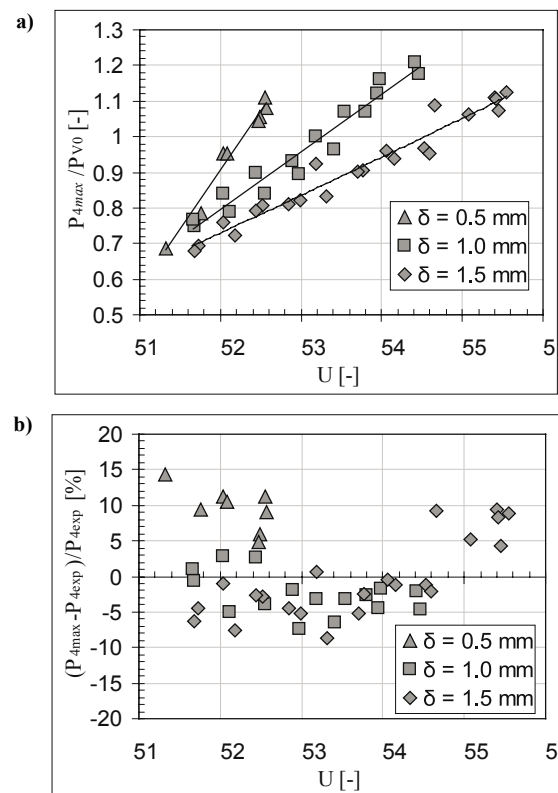 a)
P4max /PV0 [-]
1.3
1.2
1.1
1
0.9
0.8
0.7
0.6
0.5
δ = 0.5 mm
δ = 1.0 mm
δ = 1.5 mm
51 52 53 54 55 5
U [-]
b)
(P4max-P4exp)/P4exp [%]
20
15
10
5
0
-5
-10
-15
-20
δ = 0.5 mm
δ = 1.0 mm
δ = 1.5 mm
51 52 53 54 55 5
U [-]